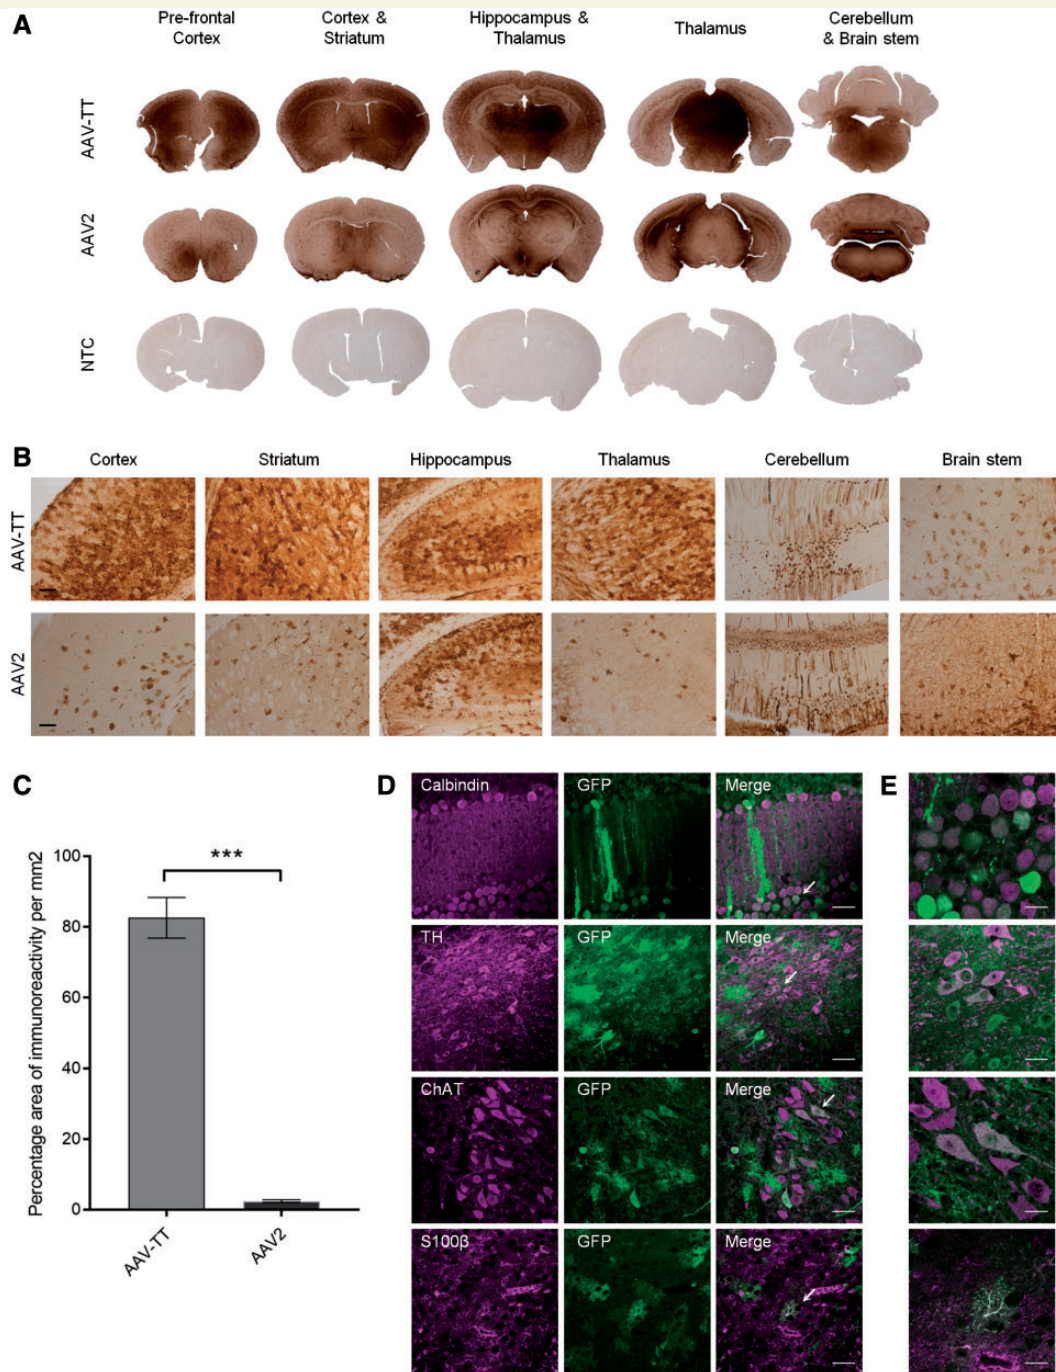 A
Pre-frontal
Cortex
Cortex &
Striatum
Hippocampus &
Thalamus
Thalamus
Cerebellum
& Brain stem
AAV-TT
AAV2
NTC
B
Cortex
Striatum
Hippocampus
Thalamus
Cerebellum
Brain stem
AAV-TT
AAV2
C
Percentage area of immunoreactivity per mm2
100
80
60
40
20
0
***
AAV-TT
AAV2
D
Calbindin
GFP
Merge
TH
GFP
Merge
ChAT
GFP
Merge
S100β
GFP
Merge
E